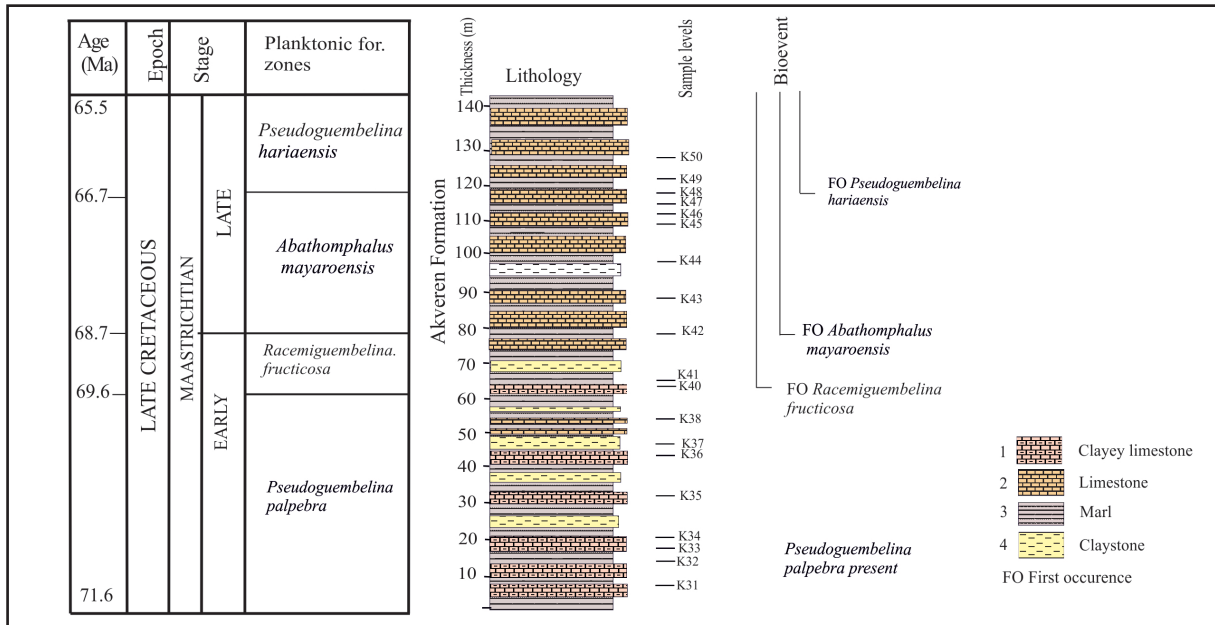 Age
(Ma)
Epoch
Stage
Planktonic for.
zones
65.5
66.7
68.7
69.6
71.6
LATE CRETACEOUS
MAASTRICHTIAN
LATE
EARLY
Pseudoguembelina
hariaensis
Abathomphalus
mayaroensis
Racemiguembelina.
fructicosa
Pseudoguembelina
palpebra
Akveren Formation
Thickness (m)
Lithology
140
130
120
110
100
90
80
70
60
50
40
30
20
10
Sample levels
K50
K49
K48
K47
K46
K45
K44
K43
K42
K41
K40
K38
K37
K36
K35
K34
K33
K32
K31
Bioevent
FO Pseudoguembelina
hariaensis
FO Abathomphalus
mayaroensis
FO Racemiguembelina
fructicosa
Pseudoguembelina
palpebra present
1 Clayey limestone
2 Limestone
3 Marl
4 Claystone
FO First occurence